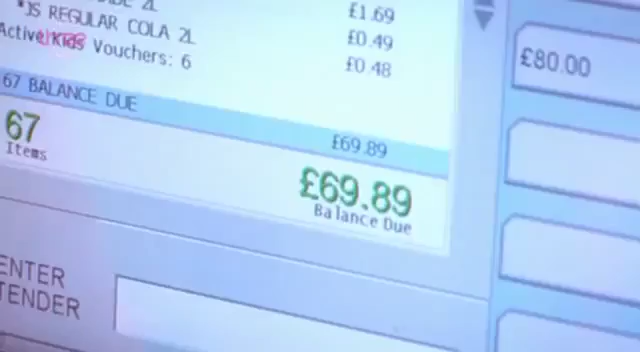 2L £1.69
*JS REGULAR COLA 2L £0.49
Active Kids Vouchers: 6 £0.48
67 BALANCE DUE £69.89
67
Items
£69.89
Balance Due
ENTER
TENDER
£80.00